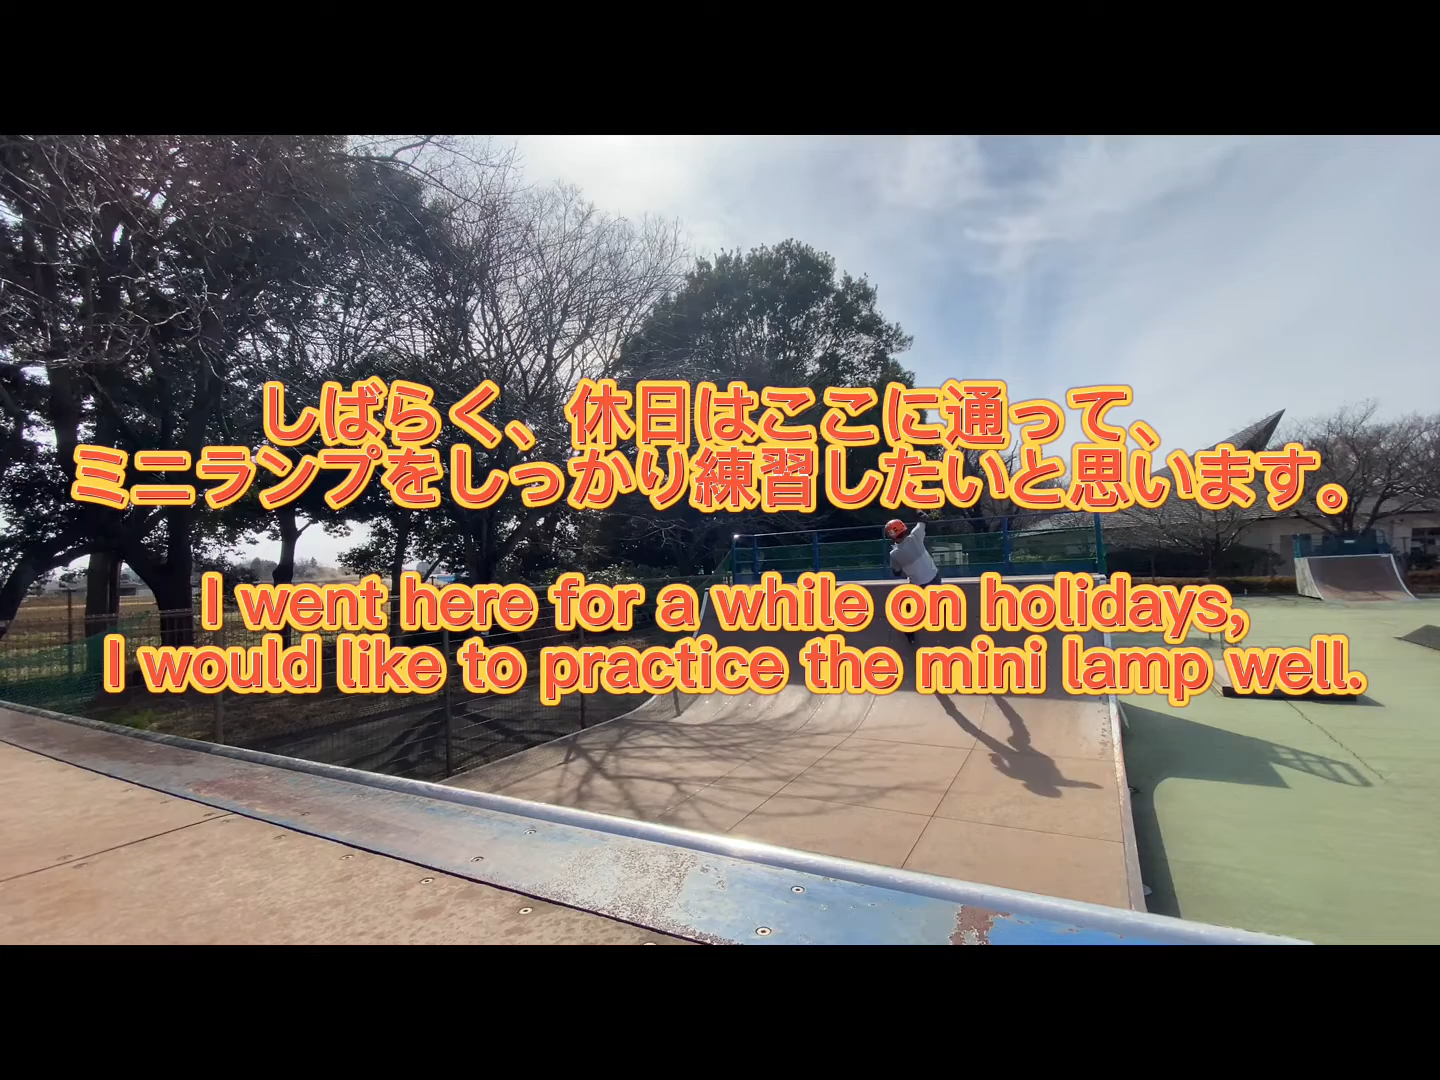 しばらく、休日はここに通って、
ミニランプをしっかり練習したいと思います。
I went here for a while on holidays,
I would like to practice the mini lamp well.